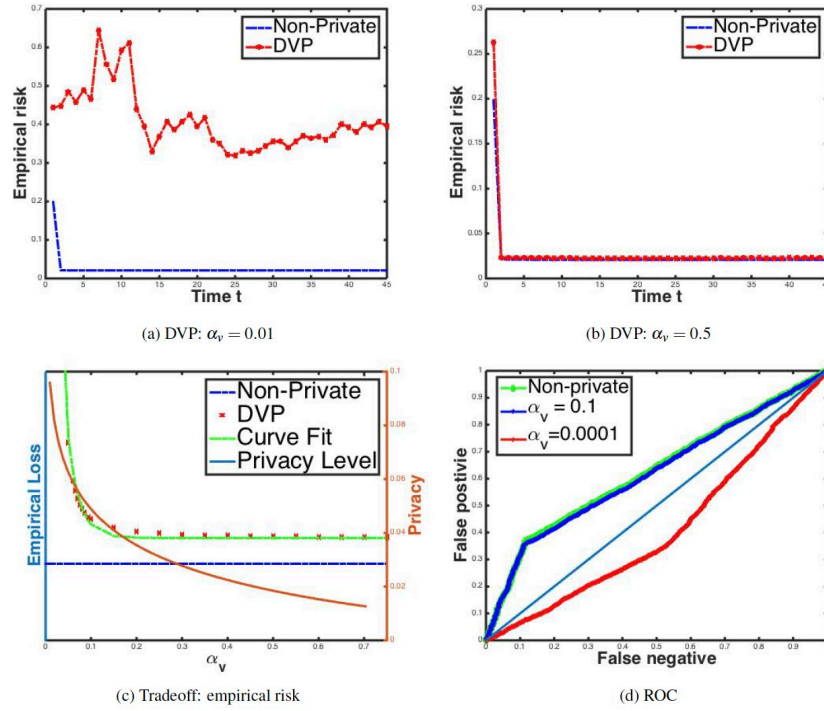 0.7
0.6
0.5
0.4
0.3
0.2
0.1
0
Empirical risk
Non-Private
DVP
0 5 10 15 20 25 30 35 40 45
Time t
(a) DVP: αv = 0.01
0.3
0.25
0.2
0.15
0.1
0.05
0
Empirical risk
Non-Private
DVP
0 5 10 15 20 25 30 35 40
Time t
(b) DVP: αv = 0.5
Empirical Loss
Non-Private
DVP
Curve Fit
Privacy Level
0.1
0.08
0.06
0.04
0.02
0
Privacy
0 0.1 0.2 0.3 0.4 0.5 0.6 0.7
αv
(c) Tradeoff: empirical risk
1
0.9
0.8
0.7
0.6
0.5
0.4
0.3
0.2
0.1
0
False postivie
Non-private
αv = 0.1
αv=0.0001
0 0.1 0.2 0.3 0.4 0.5 0.6 0.7 0.8 0.9
False negative
(d) ROC